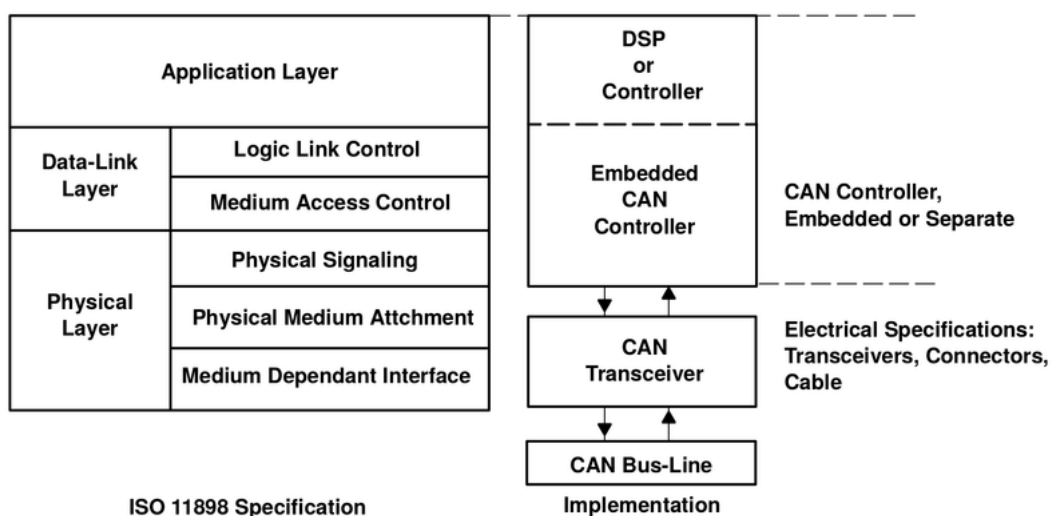 Application Layer
Data-Link
Layer
Logic Link Control
Medium Access Control
Physical
Layer
Physical Signaling
Physical Medium Attchment
Medium Dependant Interface
ISO 11898 Specification
DSP
or
Controller
Embedded
CAN
Controller
CAN
Transceiver
CAN Bus-Line
Implementation
CAN Controller,
Embedded or Separate
Electrical Specifications:
Transceivers, Connectors,
Cable